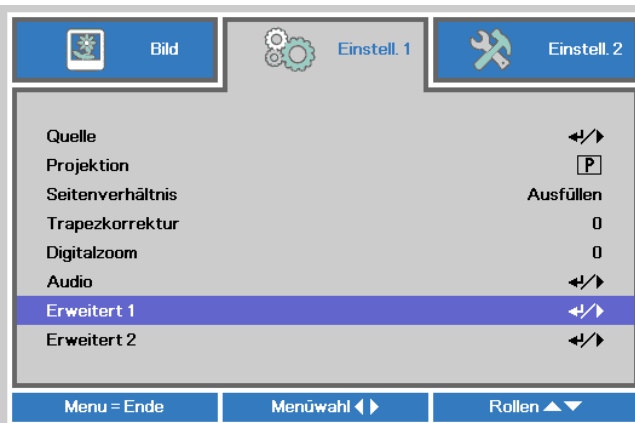 Bild
Einstell. 1
Einstell. 2
Quelle
Projektion P
Seitenverhältnis Ausfüllen
Trapezkorrektur 0
Digitalzoom 0
Audio
Erweitert 1
Erweitert 2
Menu = Ende
Menüwahl
Rollen